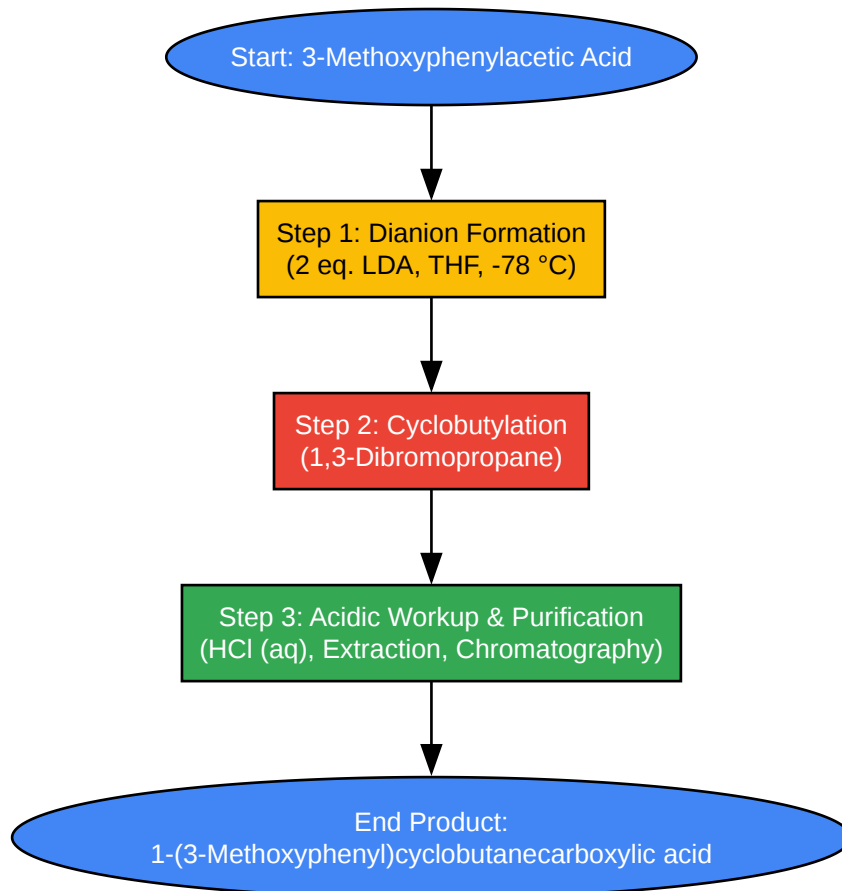 Start: 3-Methoxyphenylacetic Acid
Step 1: Dianion Formation
(2 eq. LDA, THF, -78 °C)
Step 2: Cyclobutylation
(1,3-Dibromopropane)
Step 3: Acidic Workup & Purification
(HCl (aq), Extraction, Chromatography)
End Product:
1-(3-Methoxyphenyl)cyclobutanecarboxylic acid